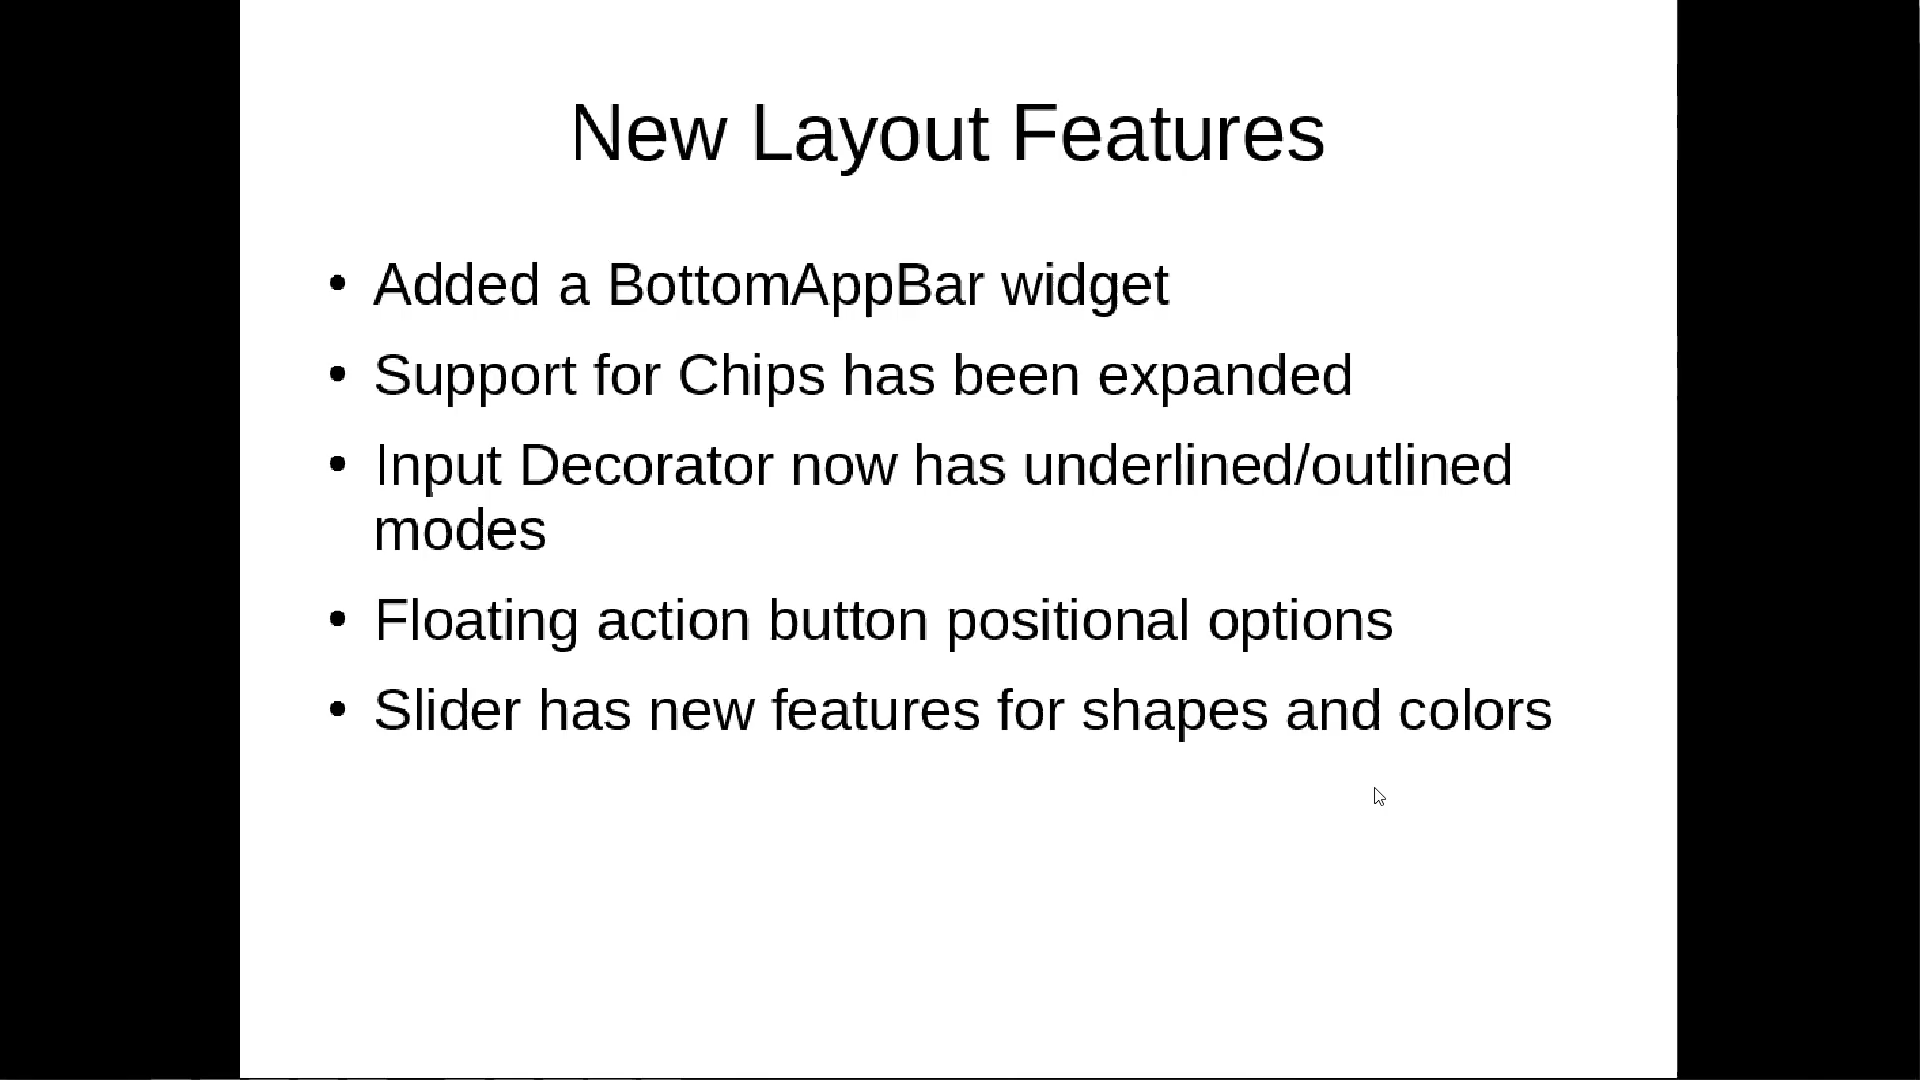 New Layout Features
• Added a BottomAppBar widget
• Support for Chips has been expanded
• Input Decorator now has underlined/outlined
modes
• Floating action button positional options
• Slider has new features for shapes and colors